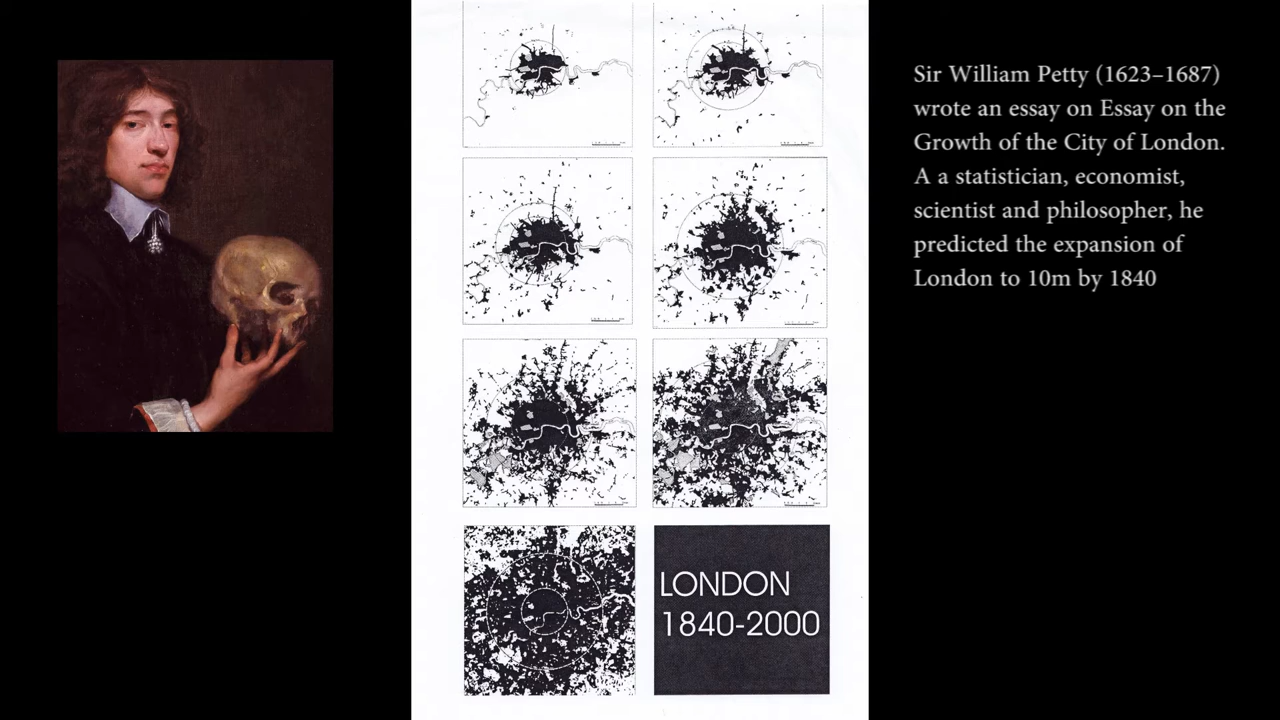 Sir William Petty (1623–1687)
wrote an essay on Essay on the
Growth of the City of London.
A a statistician, economist,
scientist and philosopher, he
predicted the expansion of
London to 10m by 1840
LONDON
1840-2000